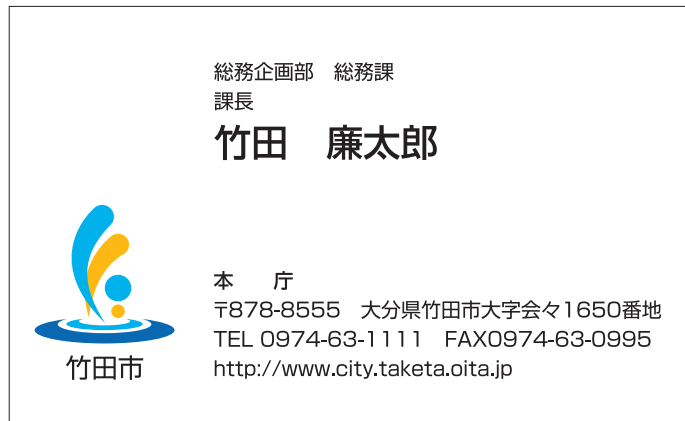 総務企画部　総務課
課長
竹田　廉太郎
本　庁
〒878-8555　大分県竹田市大字会々1650番地
TEL 0974-63-1111　FAX0974-63-0995
http://www.city.taketa.oita.jp
竹田市